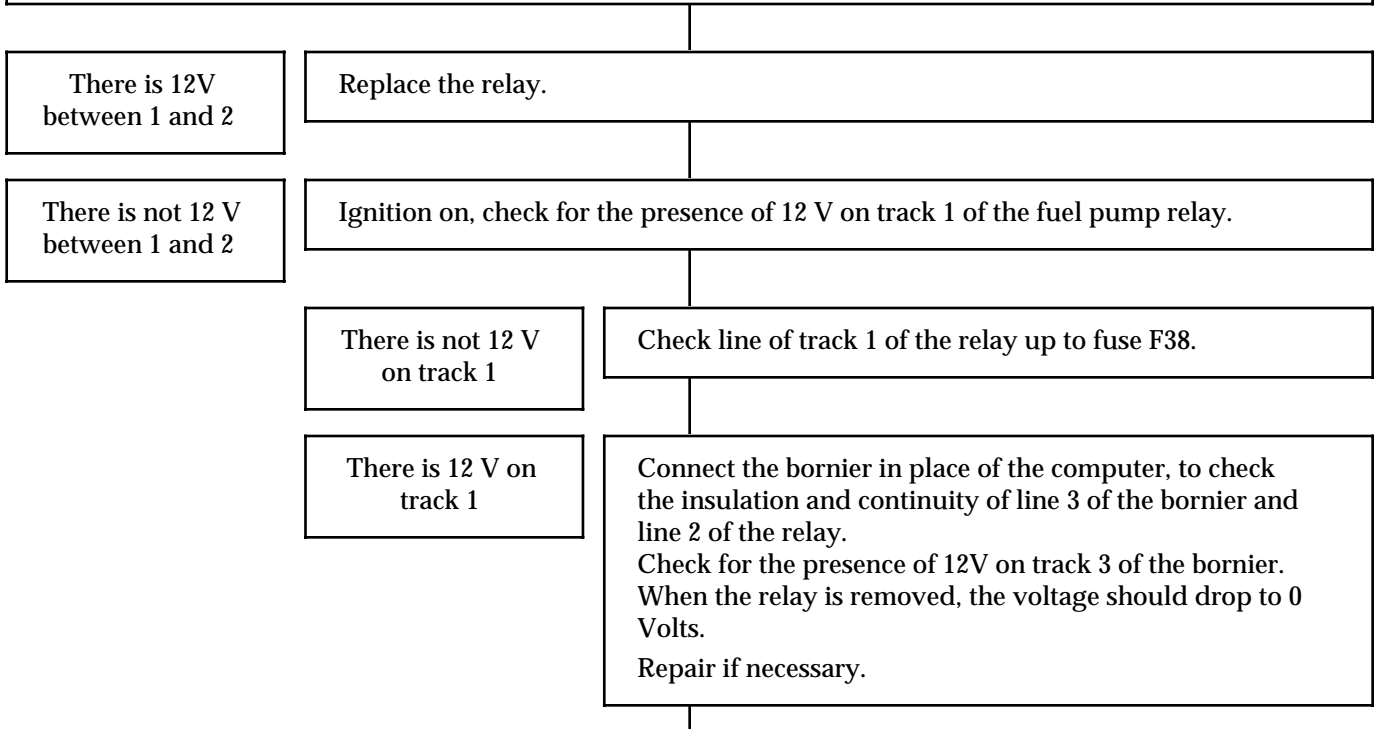 There is 12V
between 1 and 2
Replace the relay.
There is not 12 V
between 1 and 2
Ignition on, check for the presence of 12 V on track 1 of the fuel pump relay.
There is not 12 V
on track 1
Check line of track 1 of the relay up to fuse F38.
There is 12 V on
track 1
Connect the bornier in place of the computer, to check
the insulation and continuity of line 3 of the bornier and
line 2 of the relay.
Check for the presence of 12V on track 3 of the bornier.
When the relay is removed, the voltage should drop to 0
Volts.
Repair if necessary.